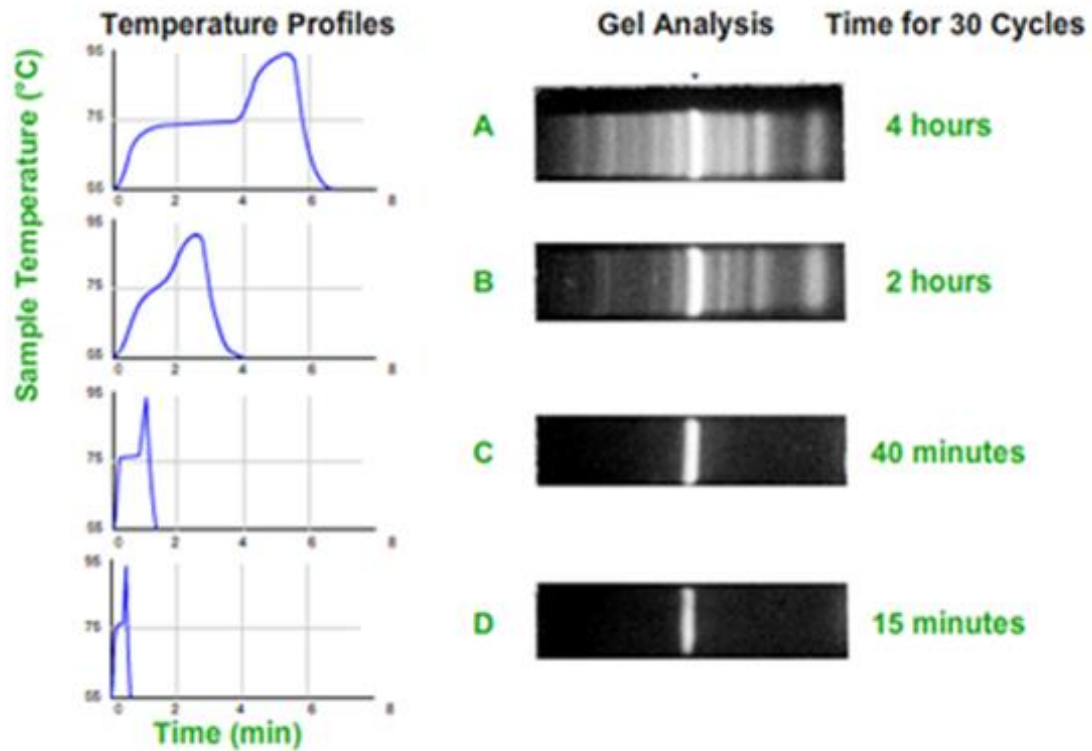 Temperature Profiles
Gel Analysis
Time for 30 Cycles
Sample Temperature (°C)
95
75
55
0 2 4 6 8
A
4 hours
95
75
55
0 2 4 6 8
B
2 hours
95
75
55
0 2 4 6 8
C
40 minutes
95
75
55
0 2 4 6 8
D
15 minutes
Time (min)